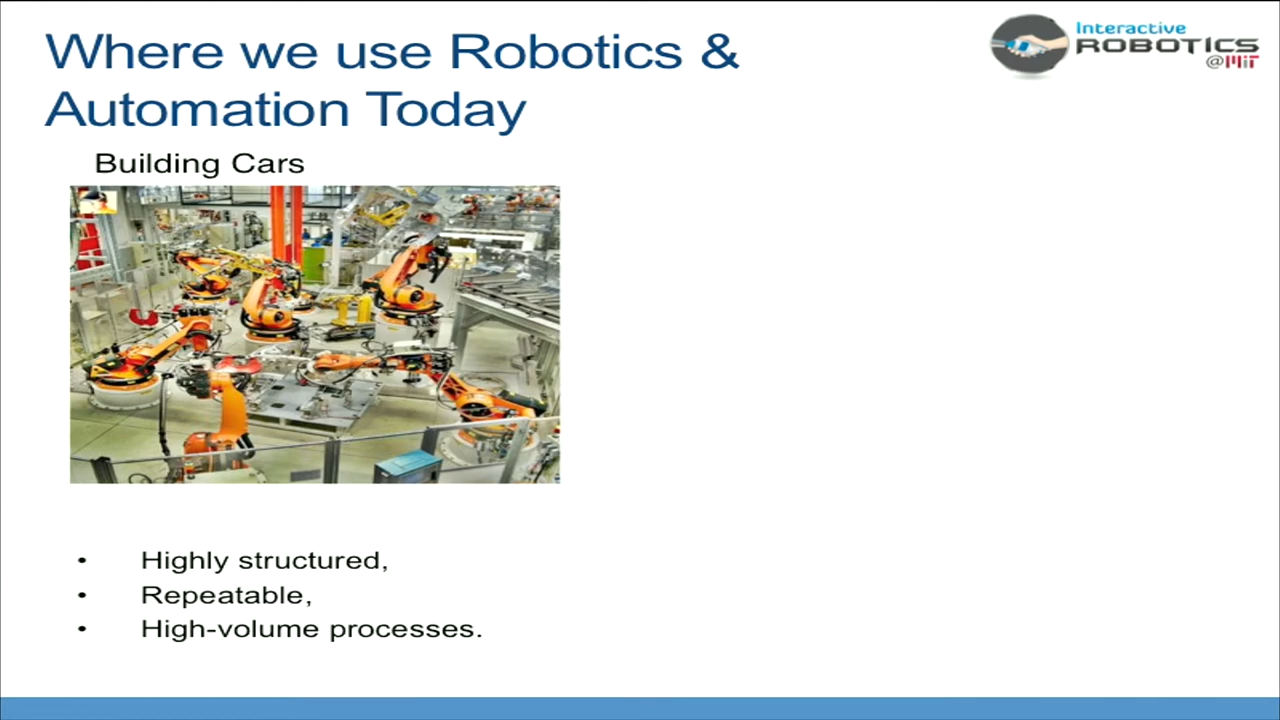 Where we use Robotics &
Automation Today
Interactive
ROBOTICS
@MIT
Building Cars
• Highly structured,
• Repeatable,
• High-volume processes.